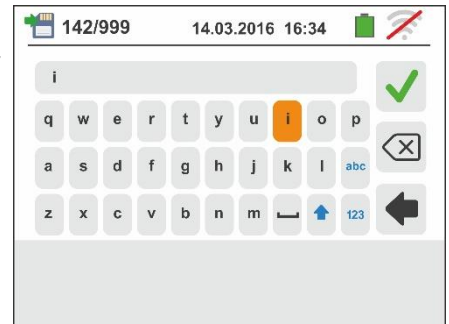 142/999 14.03.2016 16:34
i
q w e r t y u i o p
a s d f g h j k l abc
z x c v b n m 123